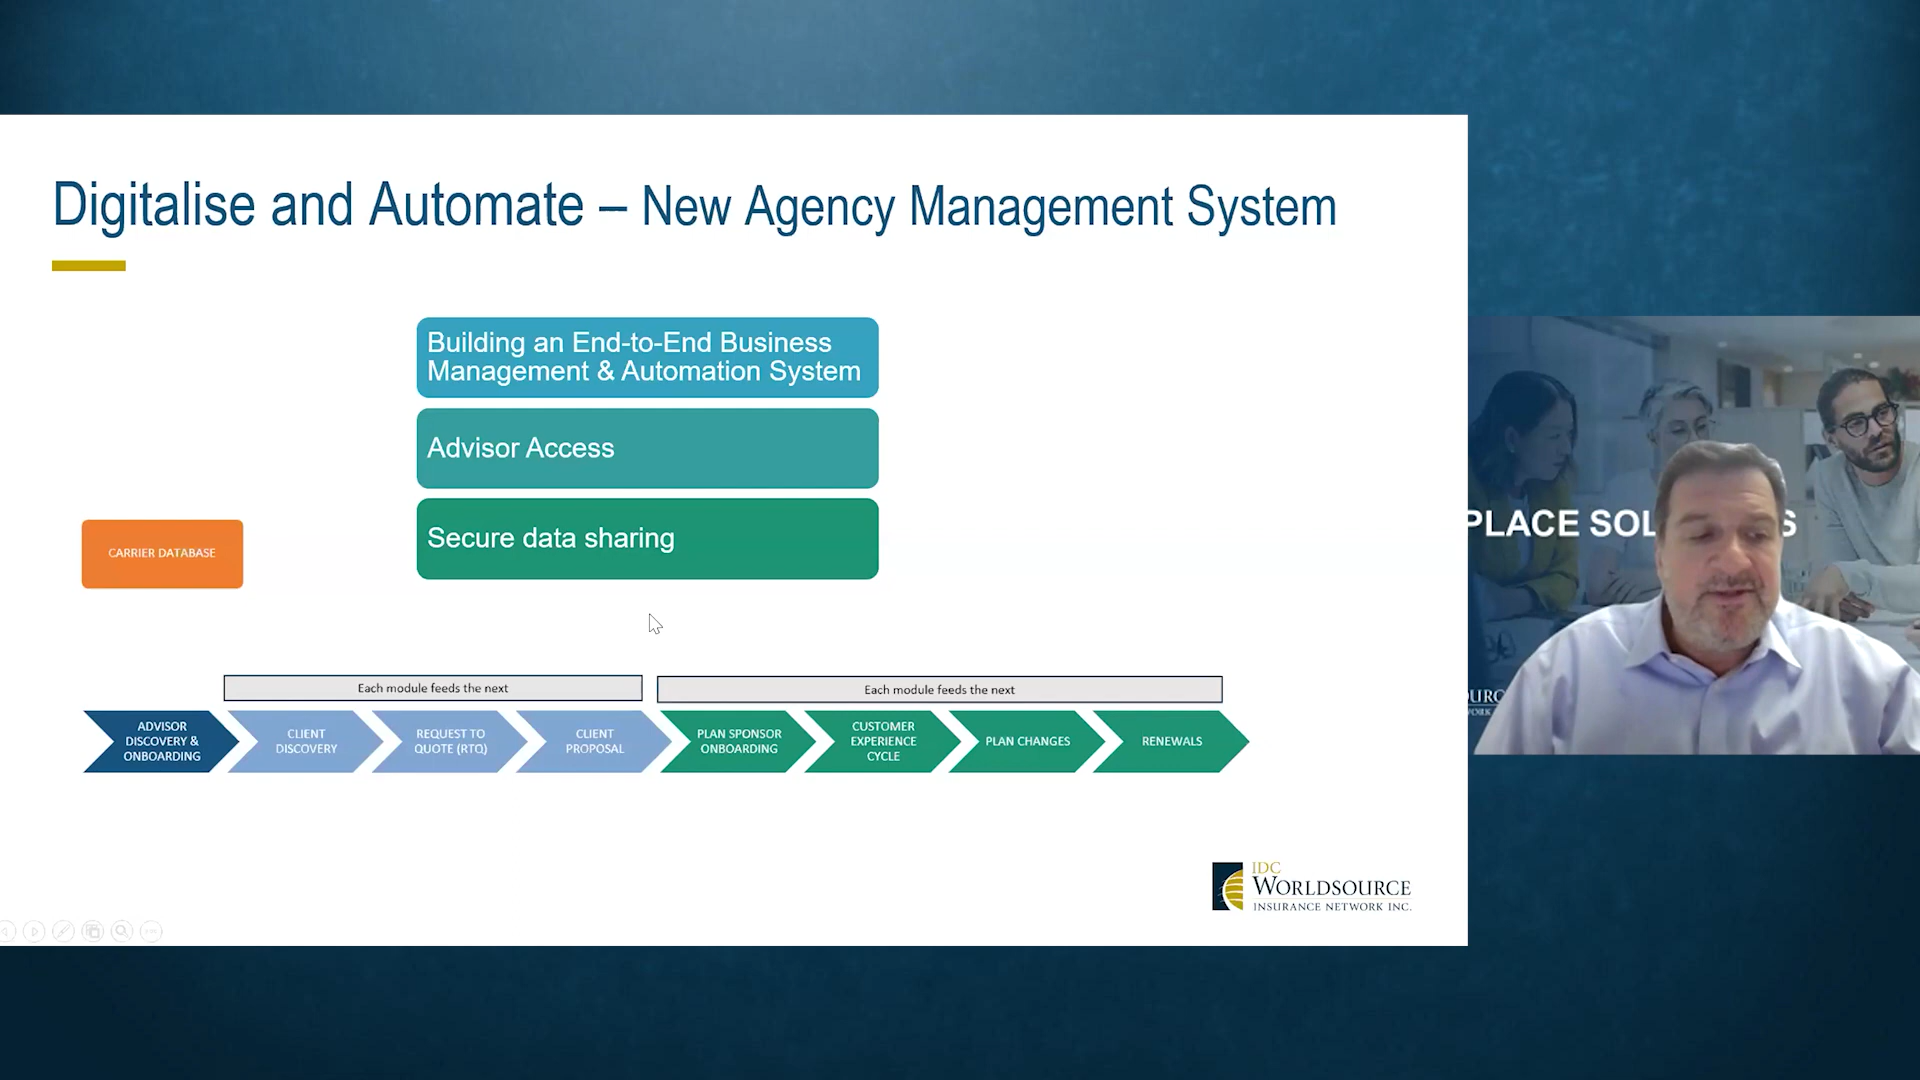 Digitalise and Automate – New Agency Management System
Building an End-to-End Business
Management & Automation System
Advisor Access
Secure data sharing
CARRIER DATABASE
Each module feeds the next
Each module feeds the next
ADVISOR
DISCOVERY &
ONBOARDING
CLIENT
DISCOVERY
REQUEST TO
QUOTE (RTQ)
CLIENT
PROPOSAL
PLAN SPONSOR
ONBOARDING
CUSTOMER
EXPERIENCE
CYCLE
PLAN CHANGES
RENEWALS
IDC
WORLDSOURCE
INSURANCE NETWORK INC.
PLACE SOL S